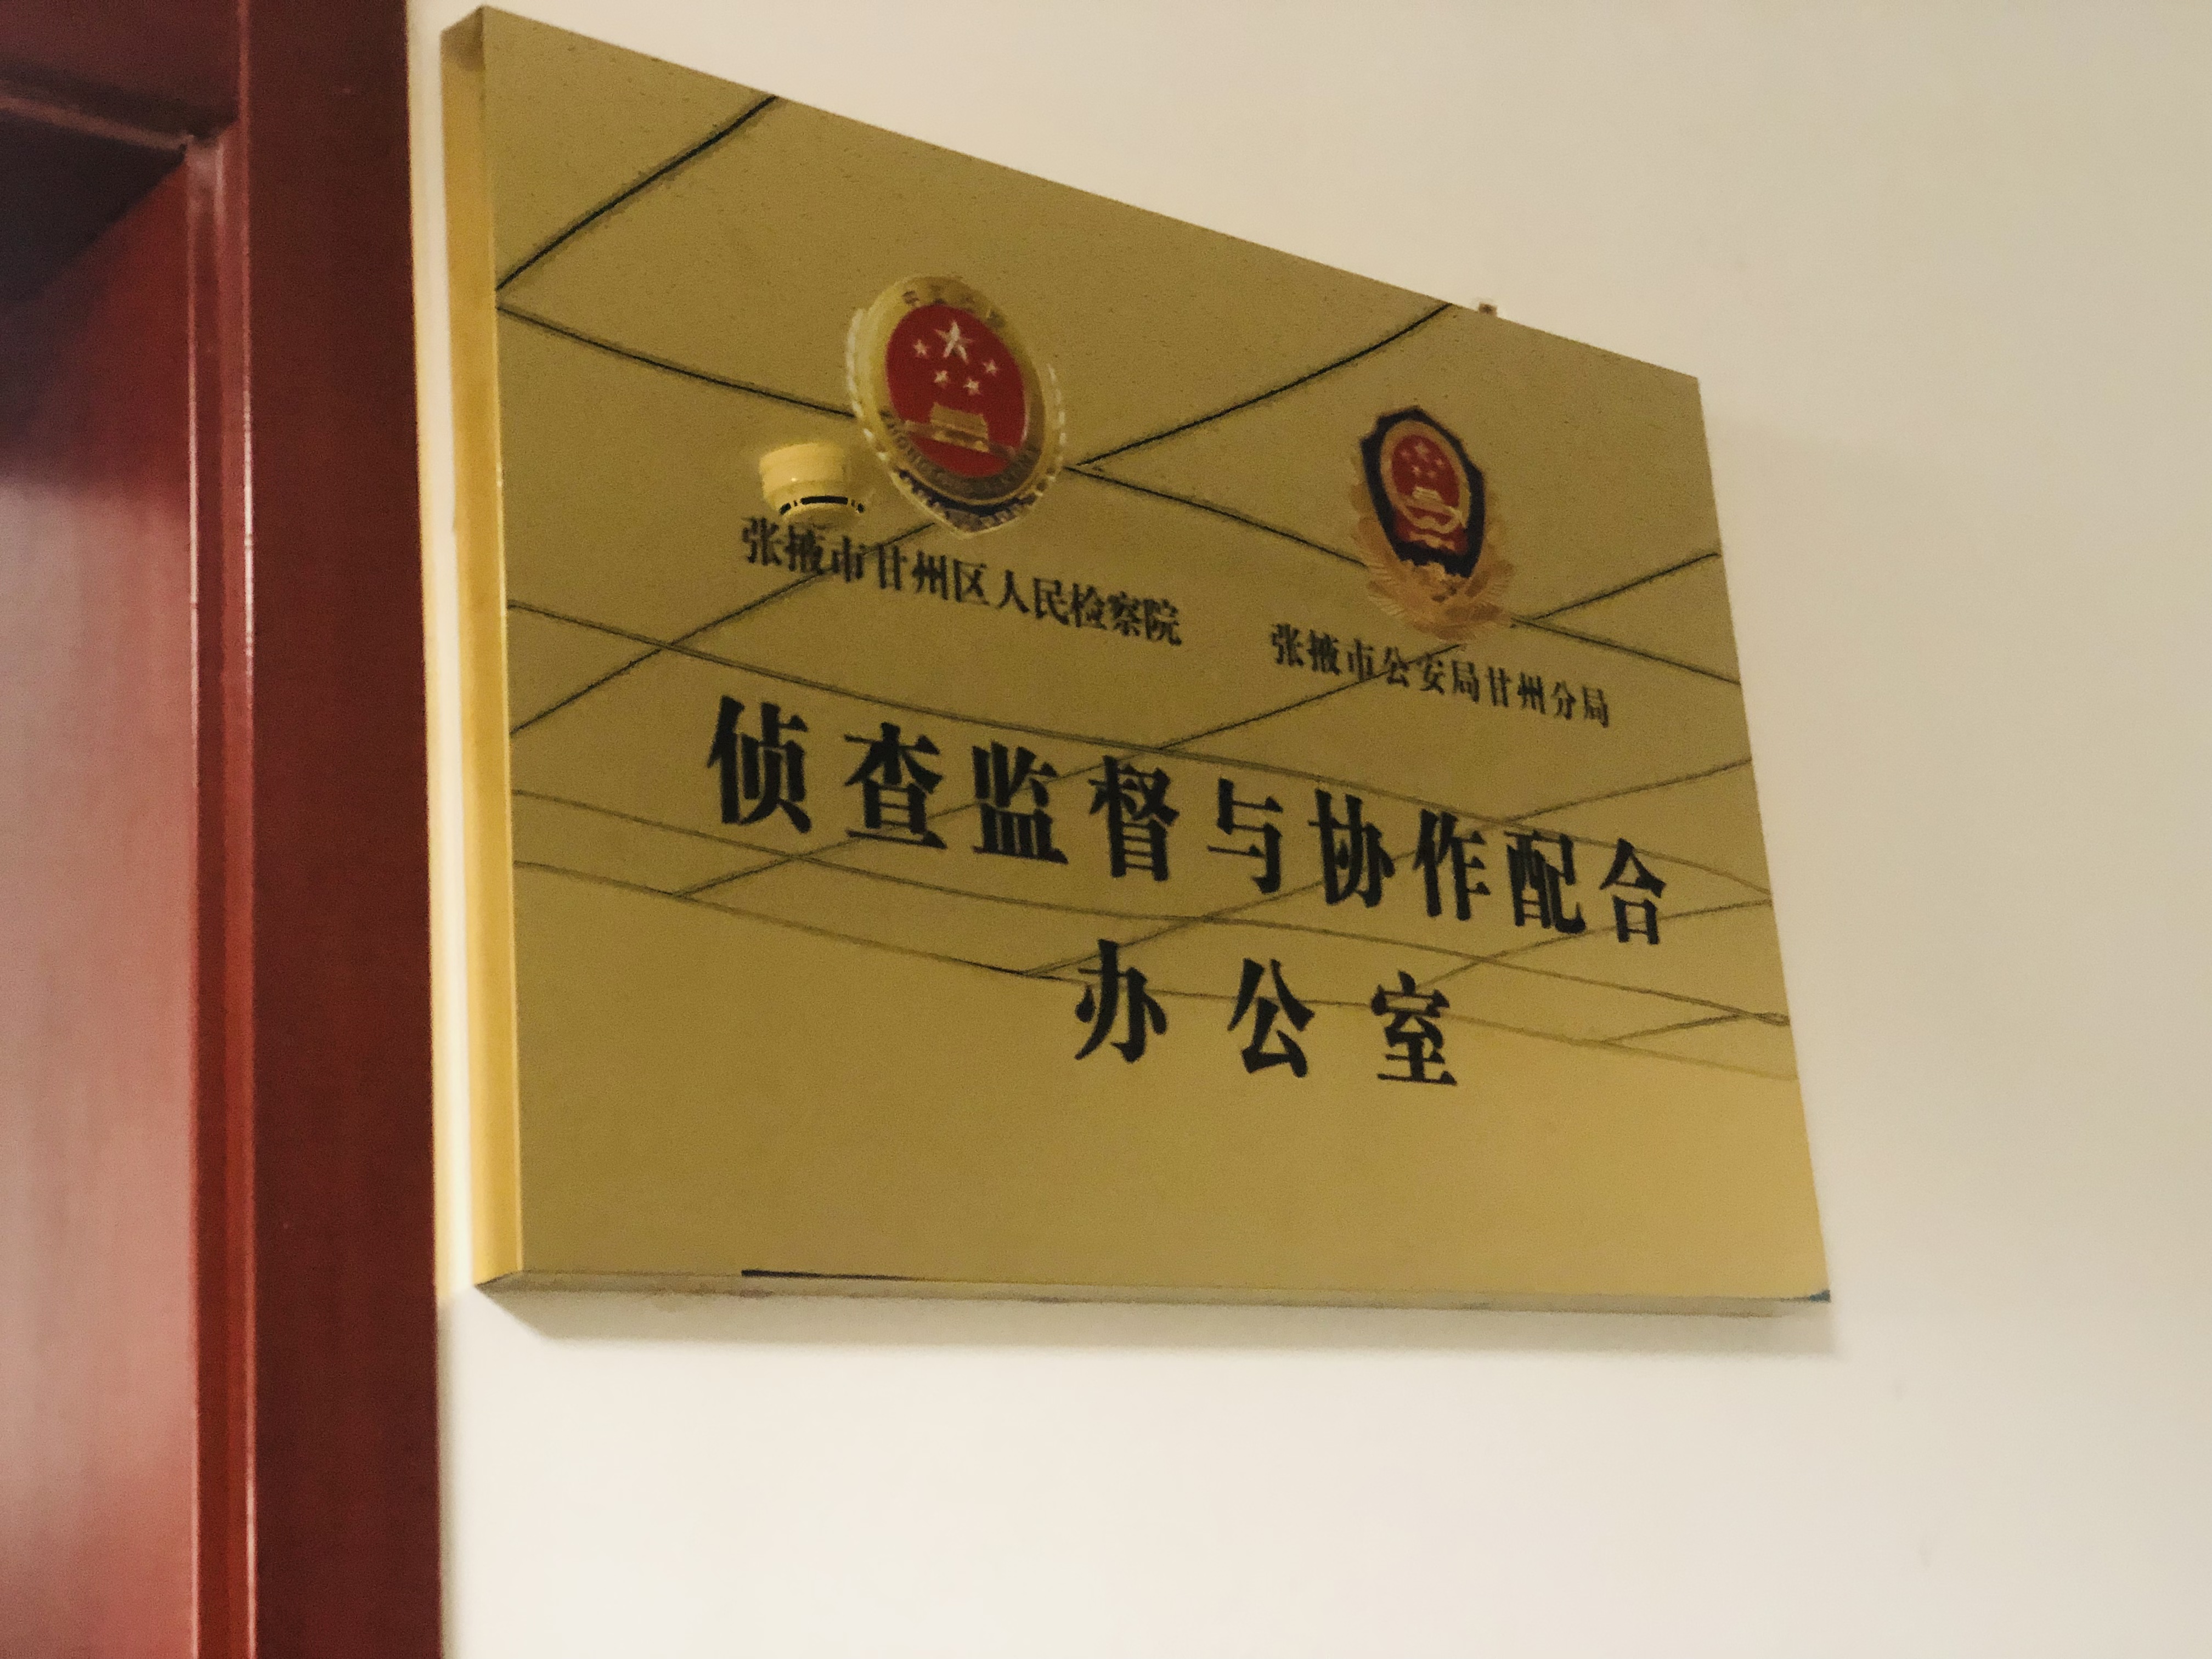 张掖市甘州区人民检察院
张掖市公安局甘州分局
侦查监督与协作配合
办公室